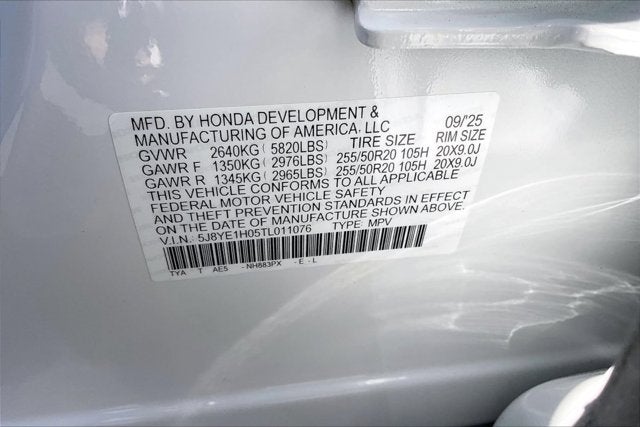 MFD. BY HONDA DEVELOPMENT & 09/'25
MANUFACTURING OF AMERICA, LLC TIRE SIZE RIM SIZE
GVWR 2640KG (5820LBS)
GAWR F 1350KG (2976LBS) 255/50R20 105H 20X9.0J
GAWR R 1345KG (2965LBS) 255/50R20 105H 20X9.0J
THIS VEHICLE CONFORMS TO ALL APPLICABLE
FEDERAL MOTOR VEHICLE SAFETY
AND THEFT PREVENTION STANDARDS IN EFFECT
ON THE DATE OF MANUFACTURE SHOWN ABOVE.
V.I.N.: 5J8YE1H05TL011076 TYPE: MPV
TYA T AE5 -NH883PX -E-L